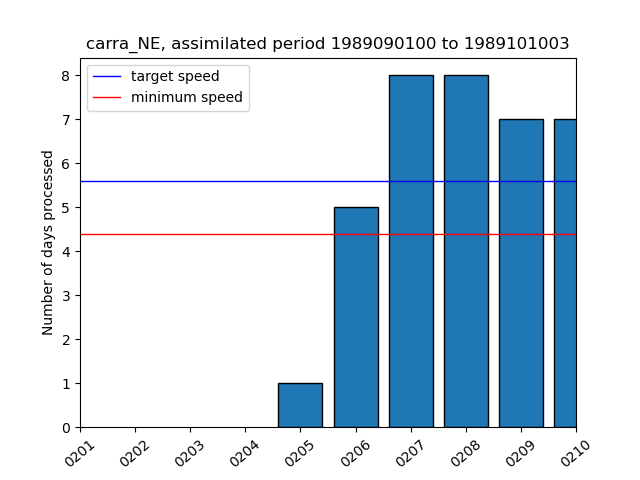 carra_NE, assimilated period 1989090100 to 1989101003
target speed
minimum speed
Number of days processed
8
7
6
5
4
3
2
1
0
0201 0202 0203 0204 0205 0206 0207 0208 0209 0210